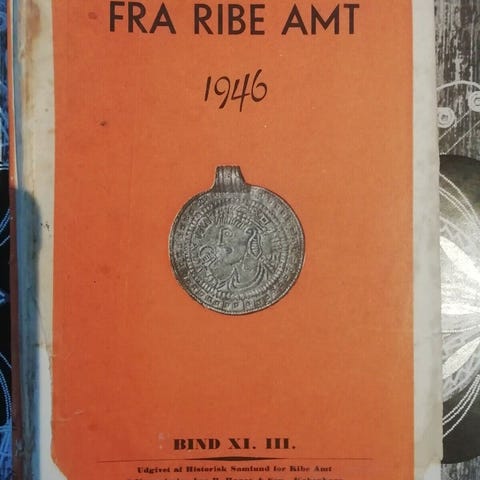 FRA RIBE AMT
1946
BIND XI. III.
Udgivet af Historisk Samfund for Ribe Amt